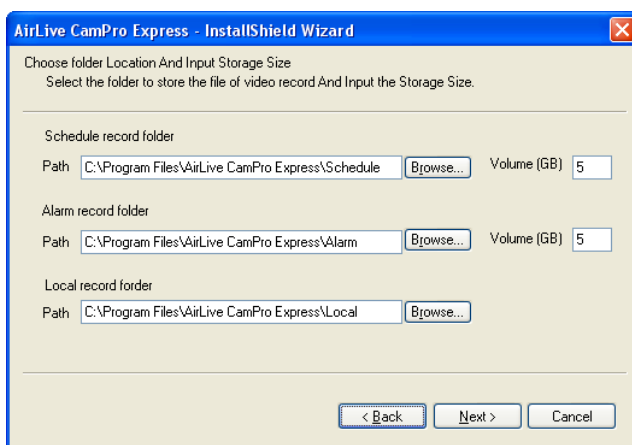 AirLive CamPro Express - InstallShield Wizard
Choose folder Location And Input Storage Size
Select the folder to store the file of video record And Input the Storage Size.
Schedule record folder
Path C:\Program Files\AirLive CamPro Express\Schedule Browse... Volume (GB) 5
Alarm record folder
Path C:\Program Files\AirLive CamPro Express\Alarm Browse... Volume (GB) 5
Local record forder
Path C:\Program Files\AirLive CamPro Express\Local Browse...
< Back Next > Cancel